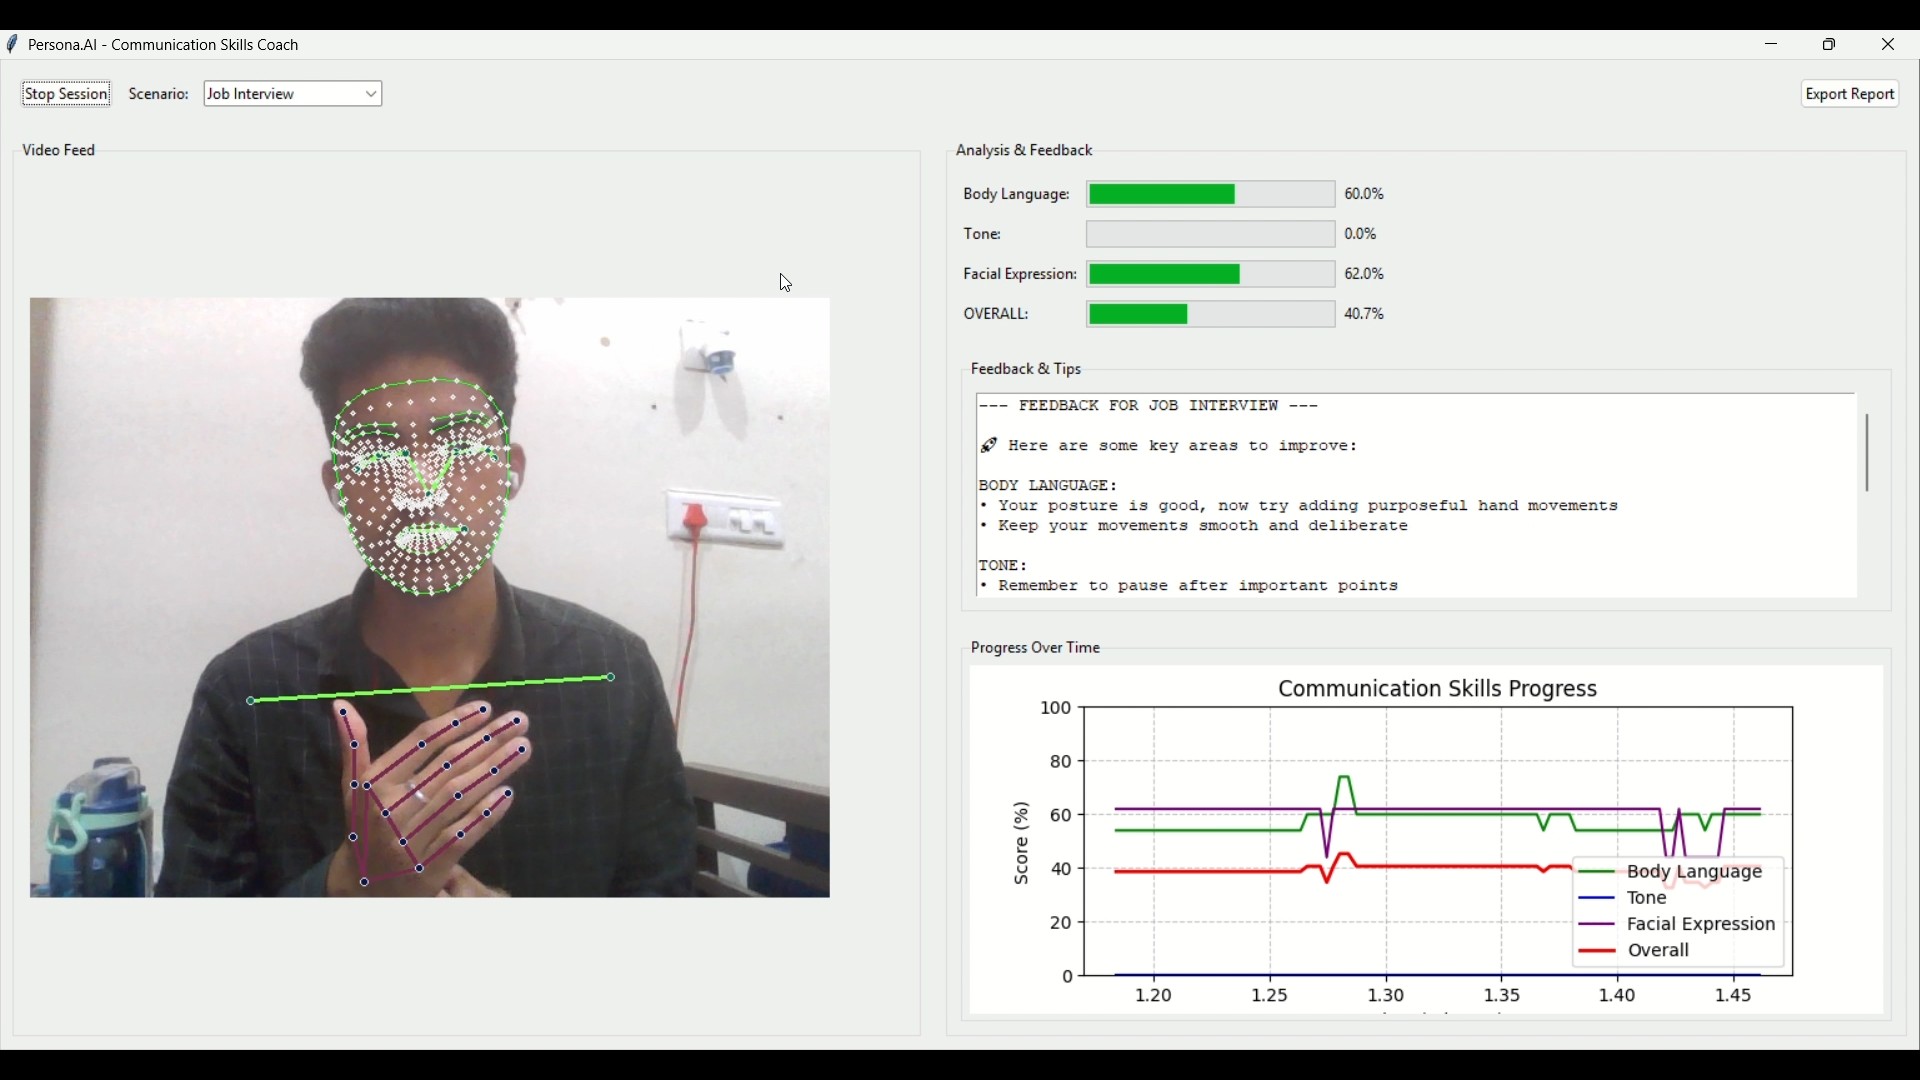 Persona.AI - Communication Skills Coach
Stop Session
Scenario:
Job Interview
Export Report
Video Feed
Analysis & Feedback
Body Language:
60.0%
Tone:
0.0%
Facial Expression:
62.0%
OVERALL:
40.7%
Feedback & Tips
--- FEEDBACK FOR JOB INTERVIEW ---
🚀 Here are some key areas to improve:
BODY LANGUAGE:
• Your posture is good, now try adding purposeful hand movements
• Keep your movements smooth and deliberate
TONE:
• Remember to pause after important points
Progress Over Time
Communication Skills Progress
Score (%)
100
80
60
40
20
0
1.20
1.25
1.30
1.35
1.40
1.45
Body Language
Tone
Facial Expression
Overall